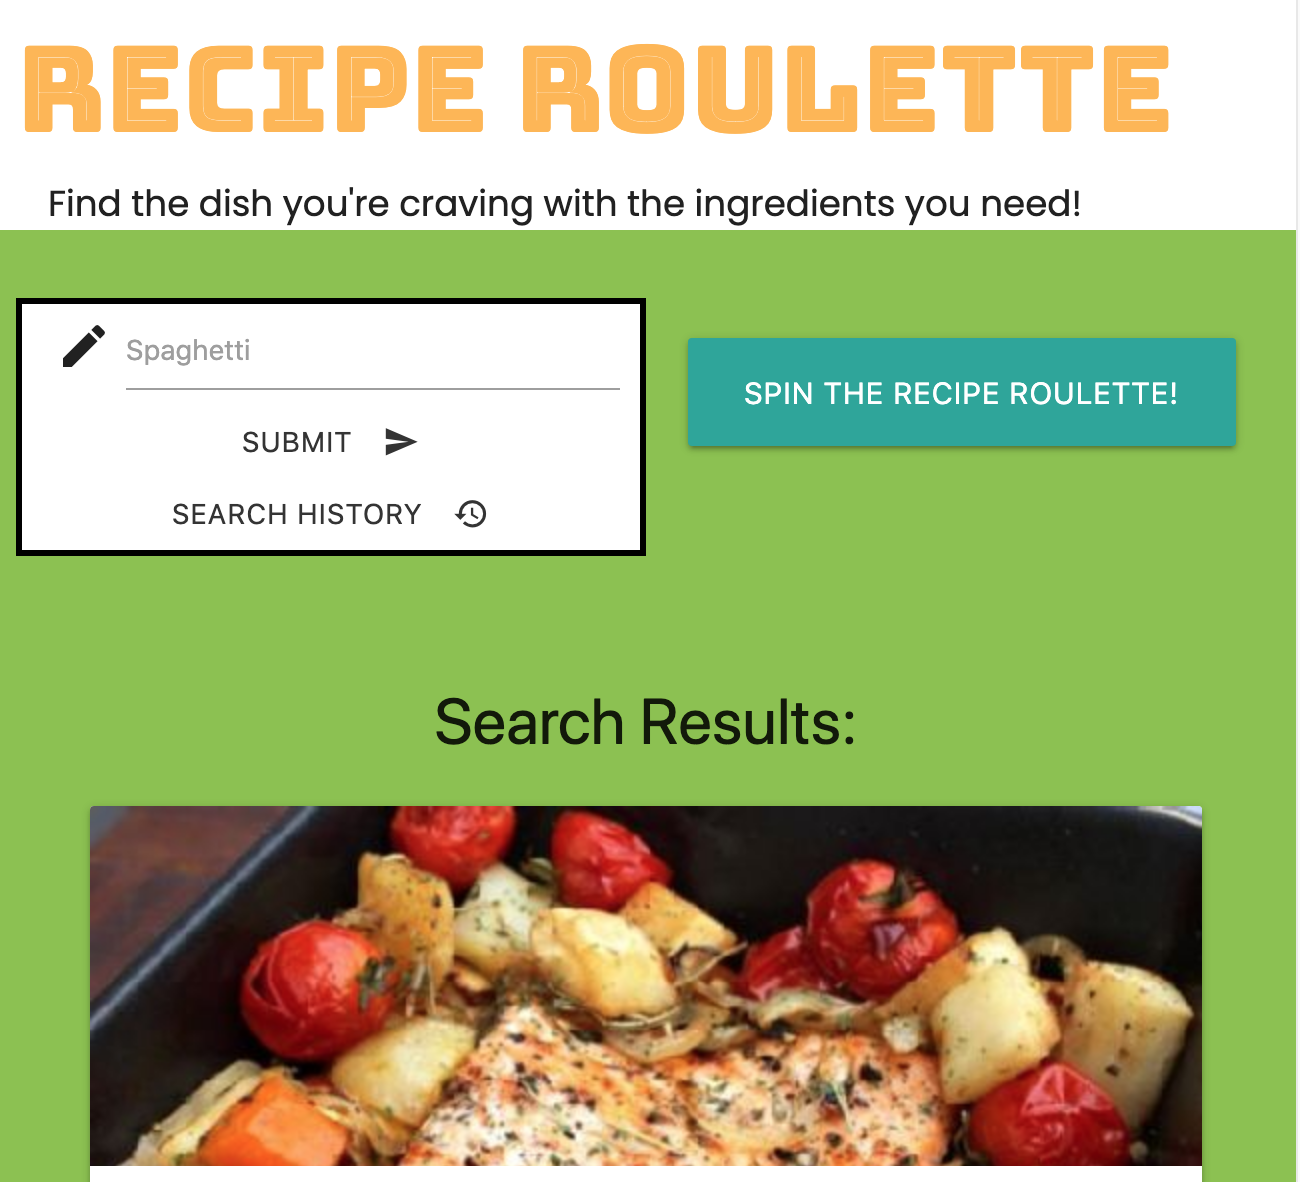 RECIPE ROULETTE
Find the dish you're craving with the ingredients you need!
Spaghetti
SUBMIT
SEARCH HISTORY
SPIN THE RECIPE ROULETTE!
Search Results: